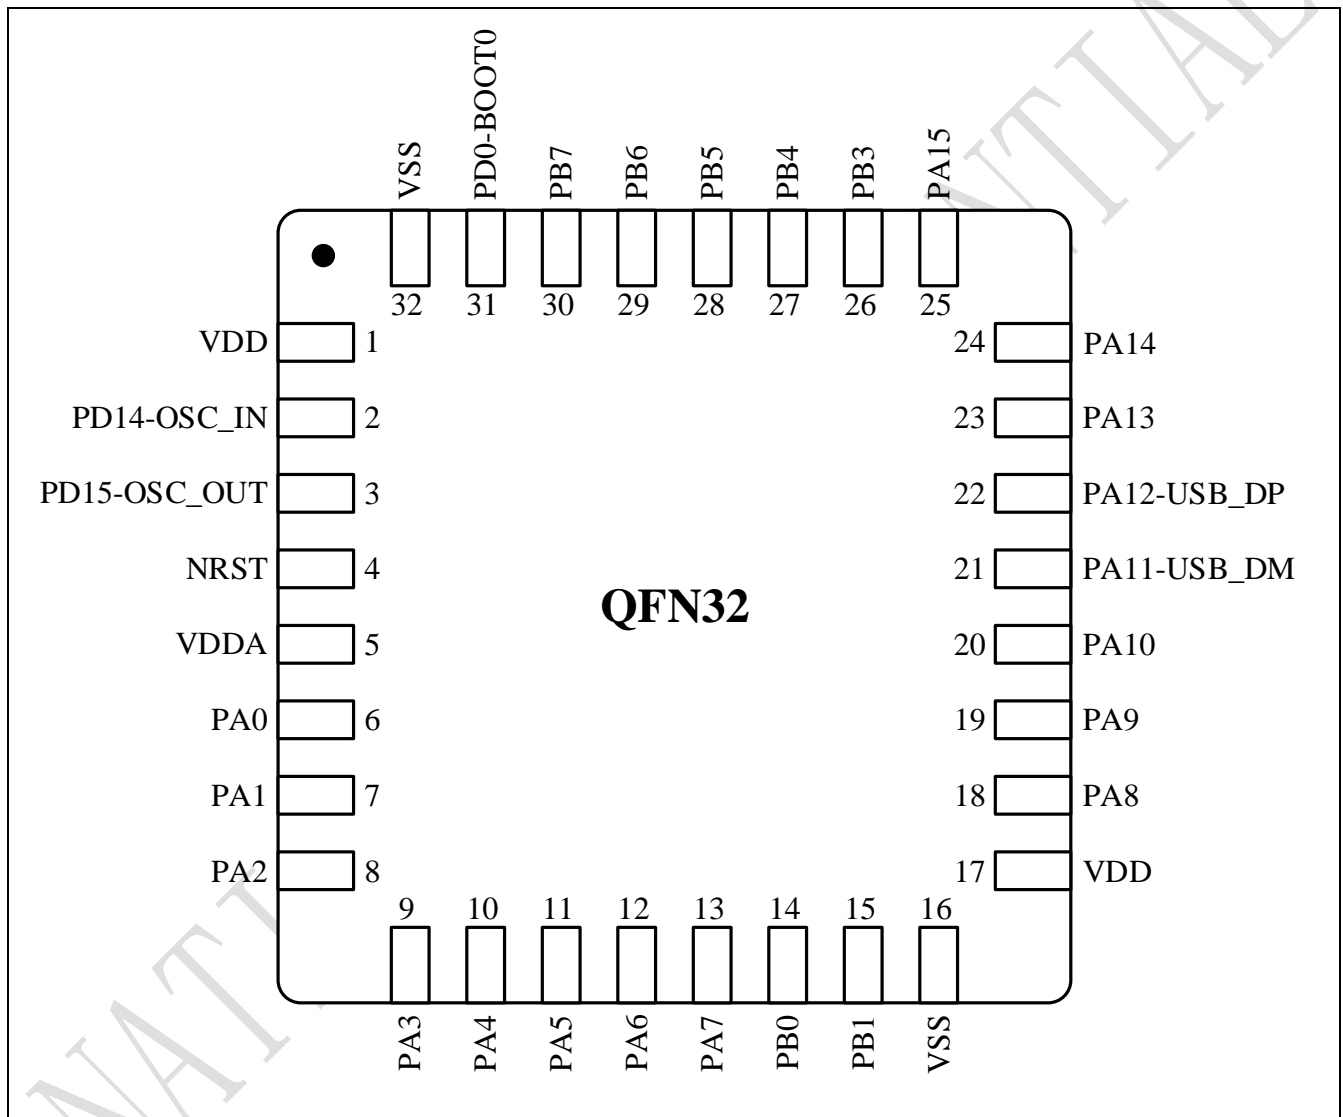 VSS
PD0-BOOT0
PB7
PB6
PB5
PB4
PB3
PA15
32 31 30 29 28 27 26 25
VDD 1
PD14-OSC_IN 2
PD15-OSC_OUT 3
NRST 4
VDDA 5
PA0 6
PA1 7
PA2 8
QFN32
24 PA14
23 PA13
22 PA12-USB_DP
21 PA11-USB_DM
20 PA10
19 PA9
18 PA8
17 VDD
9 10 11 12 13 14 15 16
PA3
PA4
PA5
PA6
PA7
PB0
PB1
VSS
NATI
NTIAL